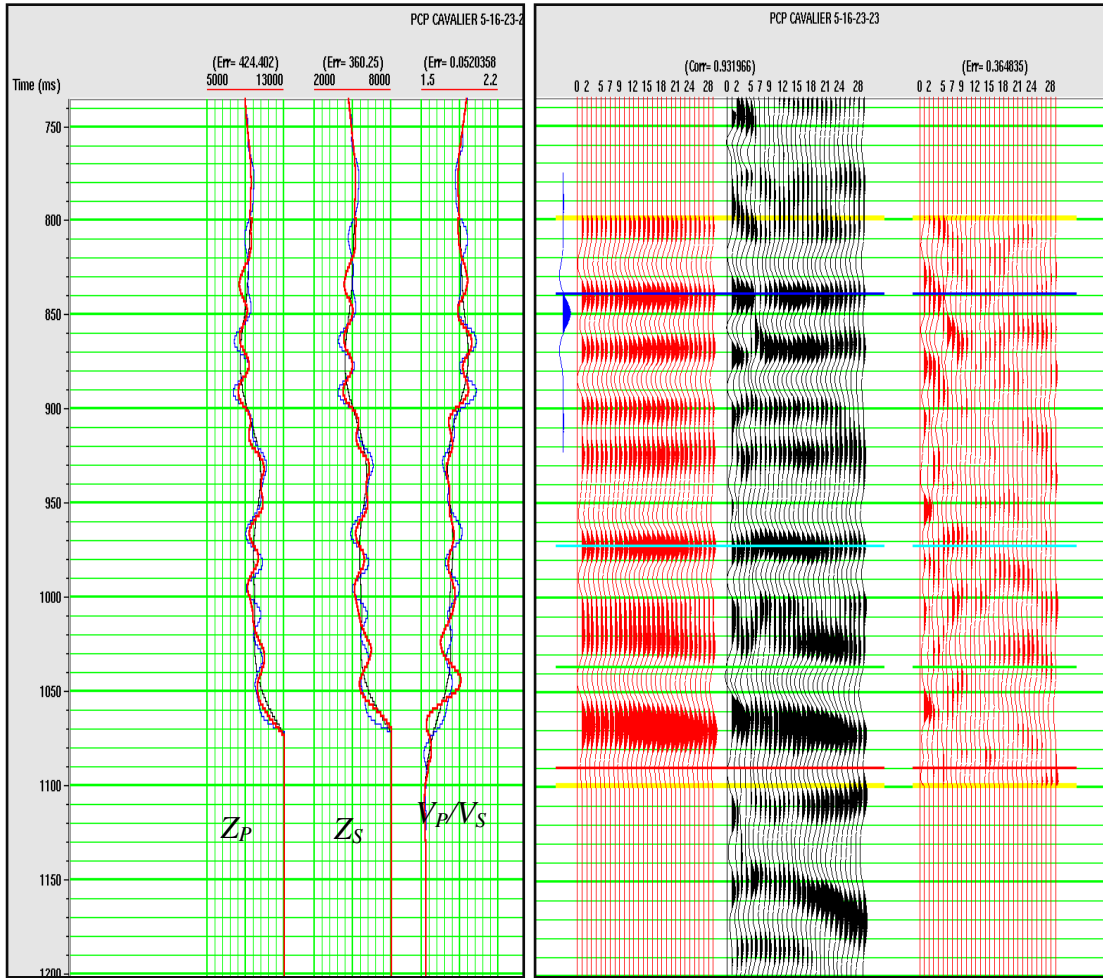 PCP CAVALIER 5-16-23-2
(Err= 424.402) (Err= 360.25) (Err= 0.0520358)
5000 13000 2000 8000 1.5 2.2
Time (ms)
750
800
850
900
950
1000
1050
1100
1150
1200
Z_P Z_S V_P/V_S
PCP CAVALIER 5-16-23-23
(Corr= 0.931966) (Err= 0.364835)
0 2 5 7 9 12 15 18 21 24 28 0 2 5 7 9 12 15 18 21 24 28 0 2 5 7 9 12 15 18 21 24 28